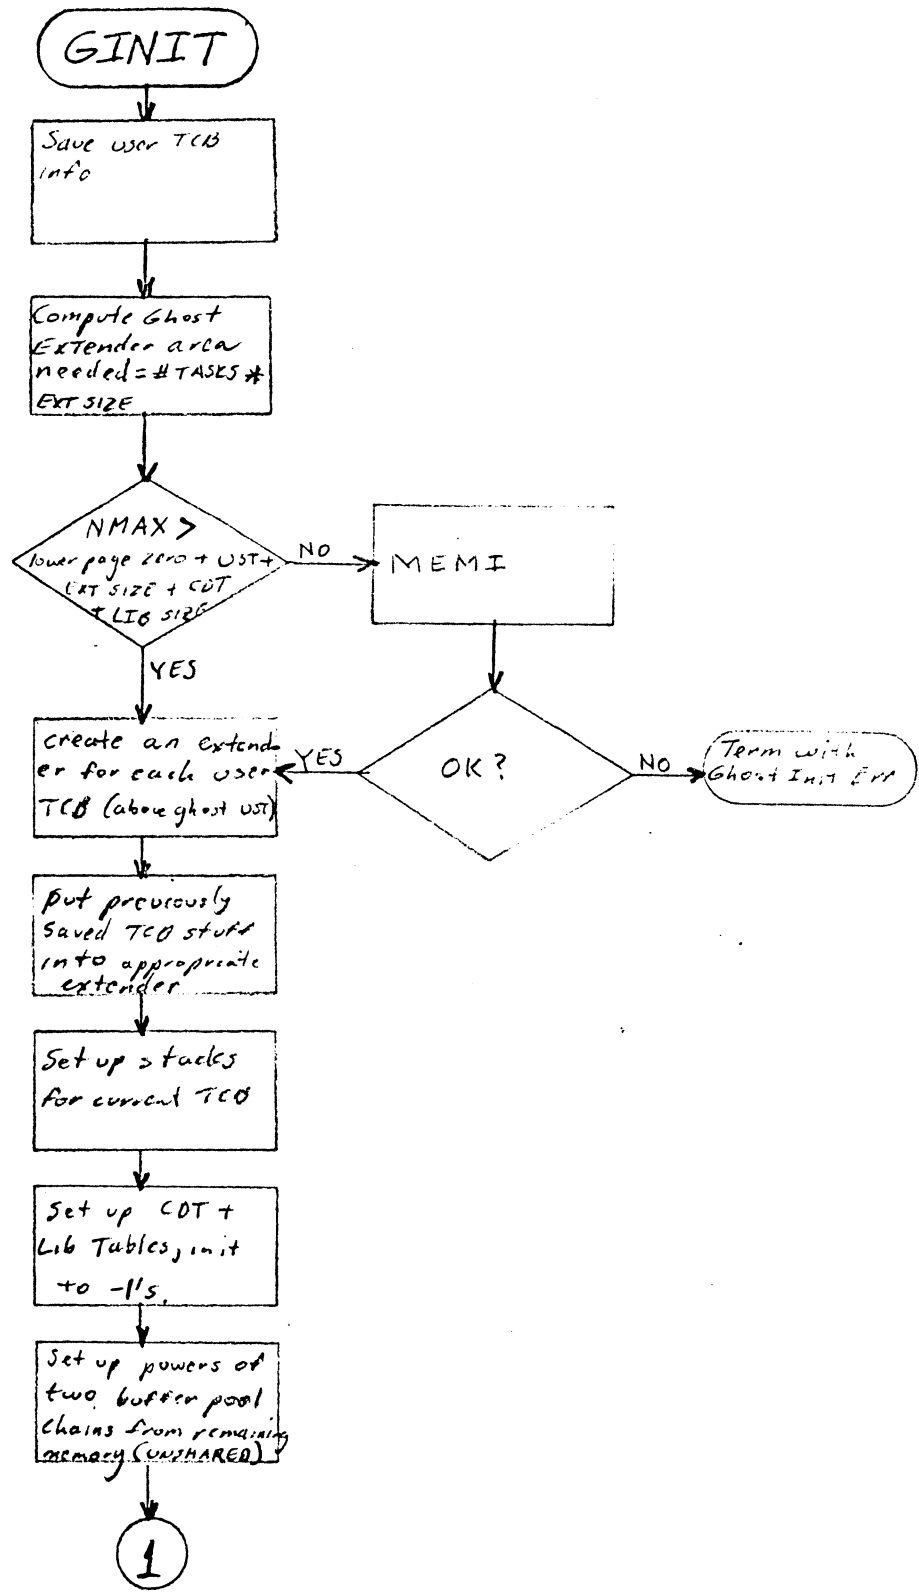 GINIT
Save user TCB
info
Compute Ghost
Extender area
needed = # TASKS *
EXT SIZE
NMAX >
lower page zero + UST +
EXT SIZE + CDT
+ LIB SIZE
NO
MEMI
YES
create an extend-
er for each user
TCB (above ghost UST)
YES
OK?
NO
Term with
Ghost Init Err
put previously
saved TCB stuff
into appropriate
extender
Set up stacks
for current TCB
Set up CDT +
Lib Tables, init
to -1's.
Set up powers of
two buffer pool
chains from remaining
memory (UNSHARED)
1